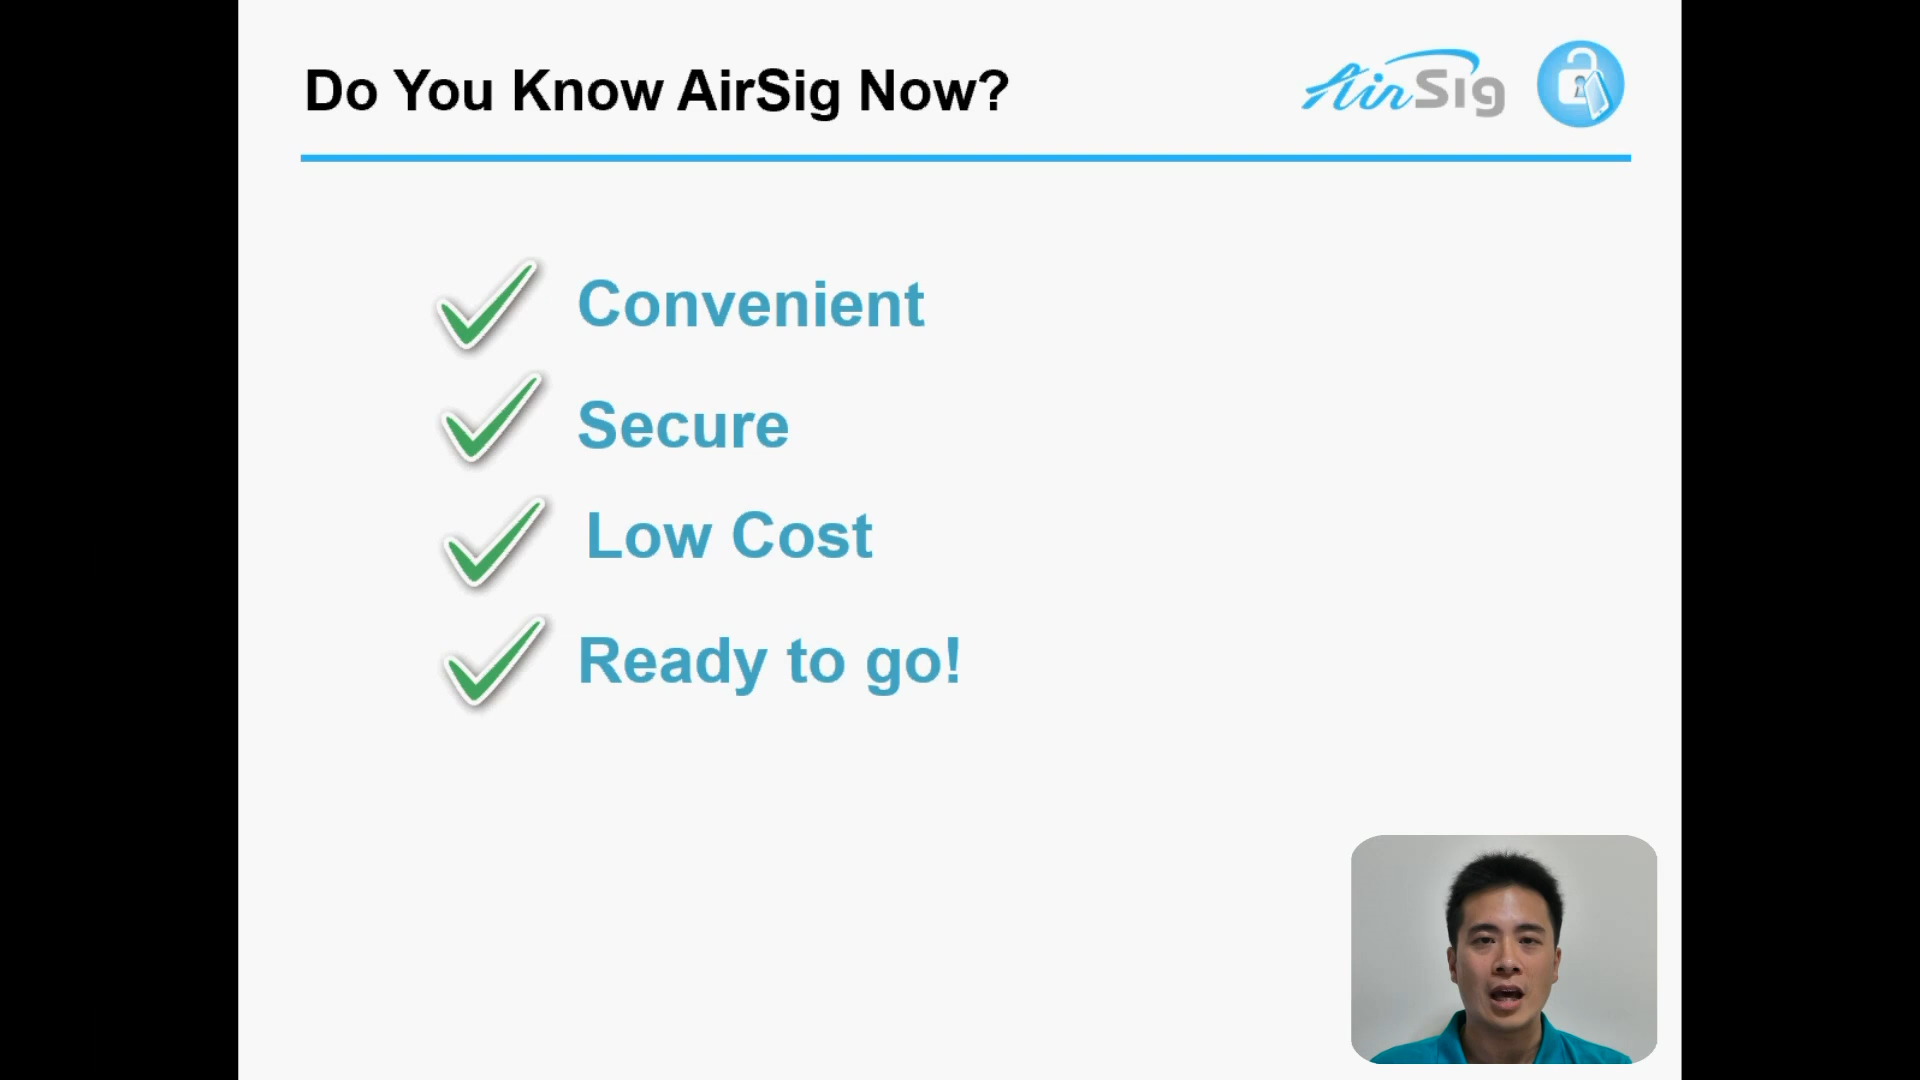 Do You Know AirSig Now?
AirSig
Convenient
Secure
Low Cost
Ready to go!